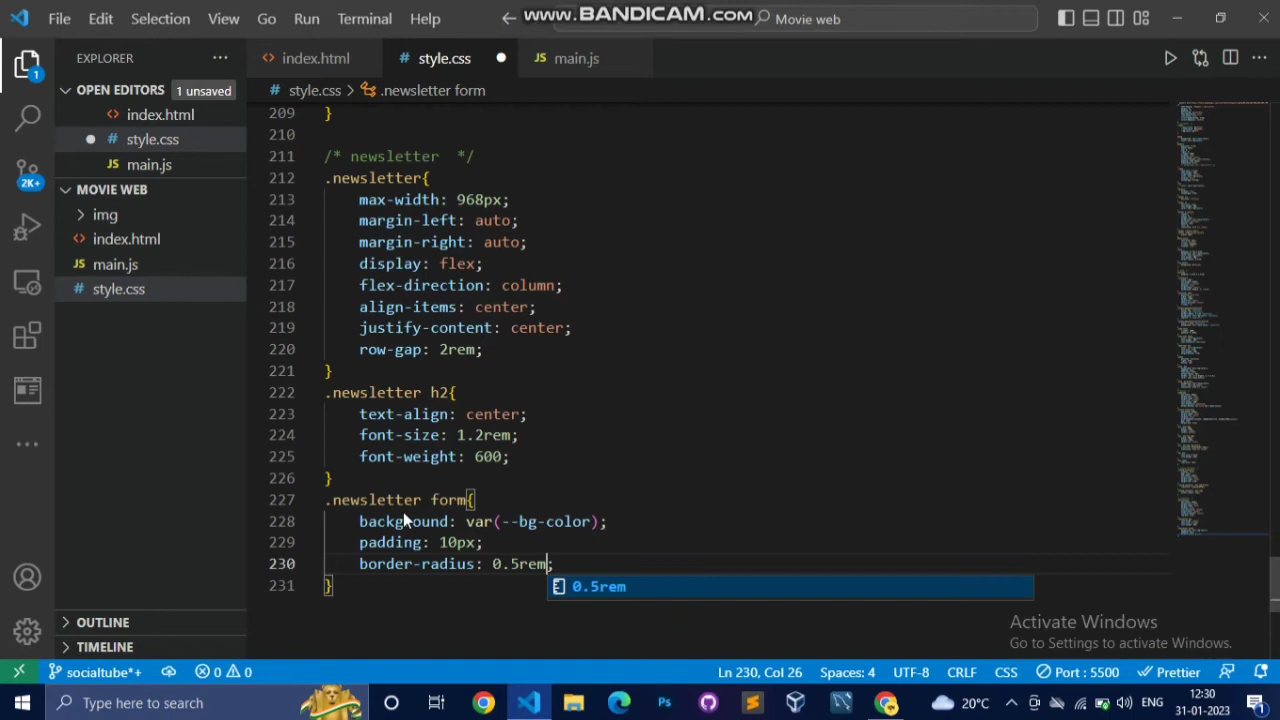 File Edit Selection View Go Run Terminal Help
www.BANDICAM.com
Movie web
EXPLORER
index.html
style.css
main.js
1
OPEN EDITORS 1 unsaved
index.html
style.css
main.js
MOVIE WEB
img
index.html
main.js
style.css
2K+
OUTLINE
TIMELINE
style.css > .newsletter form
209 }
210
211 /* newsletter */
212 .newsletter{
213 max-width: 968px;
214 margin-left: auto;
215 margin-right: auto;
216 display: flex;
217 flex-direction: column;
218 align-items: center;
219 justify-content: center;
220 row-gap: 2rem;
221 }
222 .newsletter h2{
223 text-align: center;
224 font-size: 1.2rem;
225 font-weight: 600;
226 }
227 .newsletter form{
228 background: var(--bg-color);
229 padding: 10px;
230 border-radius: 0.5rem;
231 }
0.5rem
Activate Windows
Go to Settings to activate Windows.
socialtube*+ 0 0 Ln 230, Col 26 Spaces: 4 UTF-8 CRLF CSS Port : 5500 Prettier
Type here to search
Ps
20°C
ENG
12:30
31-01-2023
1